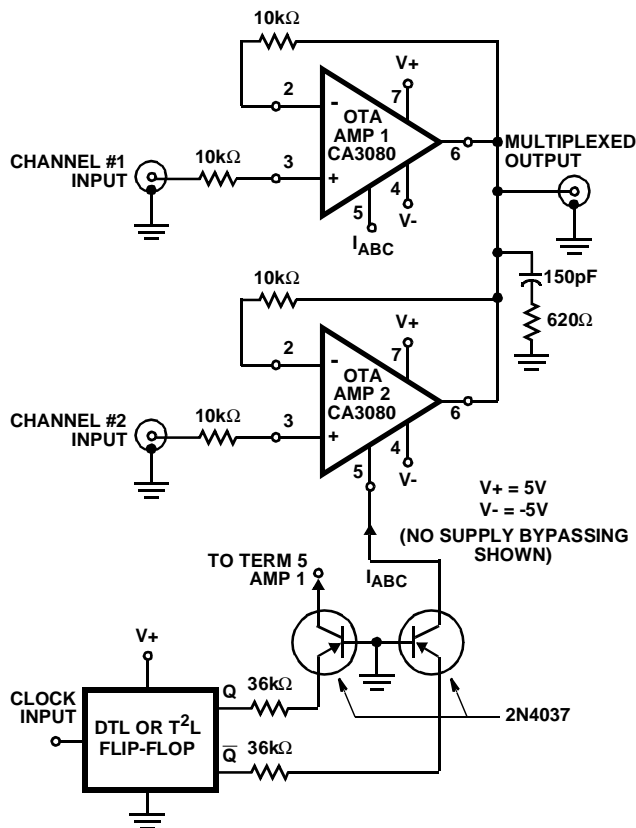 10kΩ
2
V+
7
-
OTA
AMP 1
CA3080
6
MULTIPLEXED
OUTPUT
CHANNEL #1
INPUT
10kΩ
3
+
4
5
V-
IABC
10kΩ
150pF
620Ω
2
V+
7
-
OTA
AMP 2
CA3080
6
CHANNEL #2
INPUT
10kΩ
3
+
4
5
V-
V+ = 5V
V- = -5V
(NO SUPPLY BYPASSING
SHOWN)
TO TERM 5
AMP 1
IABC
V+
CLOCK
INPUT
DTL OR T2L
FLIP-FLOP
Q
36kΩ
Q̅
36kΩ
2N4037